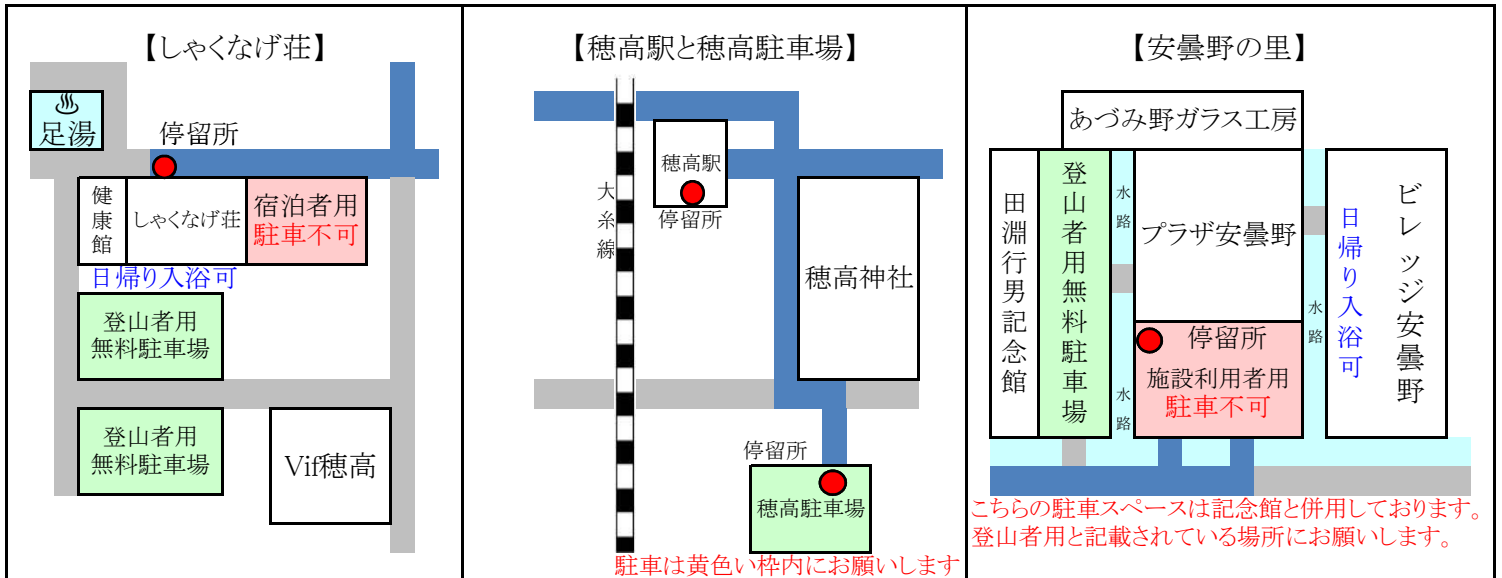 【しゃくなげ荘】
足湯
停留所
健康館
しゃくなげ荘
宿泊者用
駐車不可
日帰り入浴可
登山者用
無料駐車場
登山者用
無料駐車場
Vif穂高
【穂高駅と穂高駐車場】
穂高駅
停留所
大糸線
穂高神社
停留所
穂高駐車場
駐車は黄色い枠内にお願いします
【安曇野の里】
あづみ野ガラス工房
田淵行男記念館
登山者用無料駐車場
水路
プラザ安曇野
水路
日帰り入浴可
ビレッジ安曇野
停留所
施設利用者用
駐車不可
水路
こちらの駐車スペースは記念館と併用しております。
登山者用と記載されている場所にお願いします。